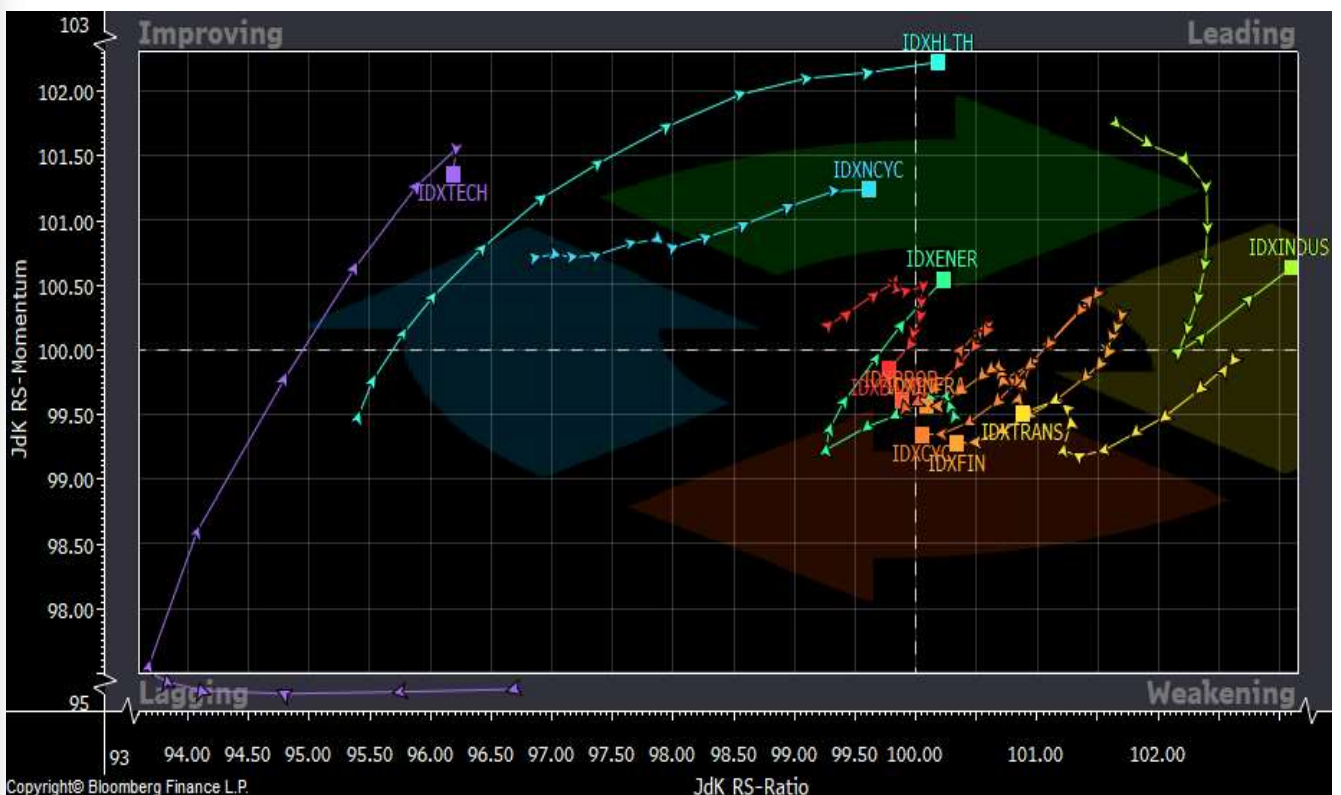 103
Improving
Leading
IDXHLTH
102.00
101.50
IDXTECH
IDXNCYC
101.00
IDXINDUS
IDXENER
100.50
100.00
99.50
IDXINFRA
IDXTRANS
IDXCYC
IDXFIN
99.00
98.50
98.00
JdK RS-Momentum
95
Lagging
Weakening
93
94.00 94.50 95.00 95.50 96.00 96.50 97.00 97.50 98.00 98.50 99.00 99.50 100.00 101.00 102.00
JdK RS-Ratio
Copyright© Bloomberg Finance L.P.